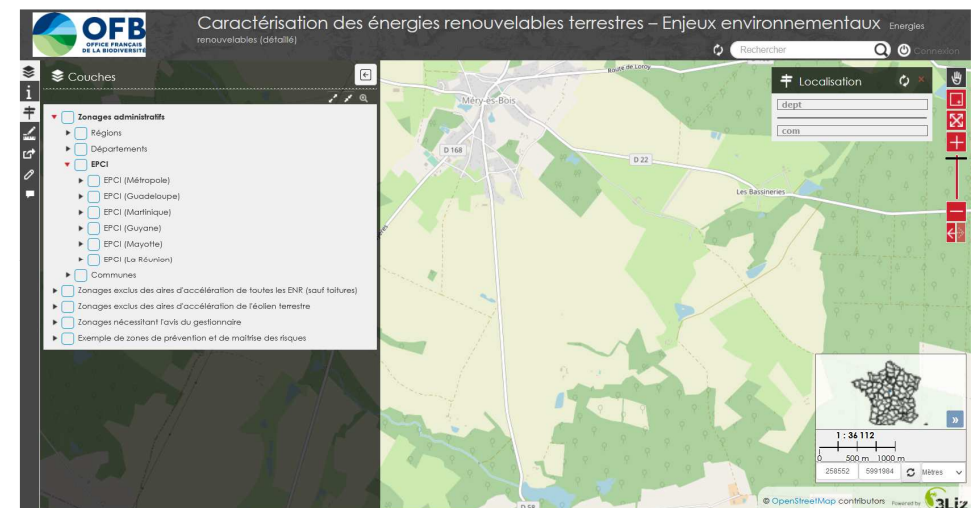 OFB
OFFICE FRANÇAIS
DE LA BIODIVERSITÉ
Caractérisation des énergies renouvelables terrestres – Enjeux environnementaux Energies
renouvelables (détaillé)
Rechercher
Connexion
Couches
Zonages administratifs
Régions
Départements
EPCI
EPCI (Métropole)
EPCI (Guadeloupe)
EPCI (Martinique)
EPCI (Guyane)
EPCI (Mayotte)
EPCI (La Réunion)
Communes
Zonages exclus des aires d'accélération de toutes les ENR (sauf toitures)
Zonages exclus des aires d'accélération de l'éolien terrestre
Zonages nécessitant l'avis du gestionnaire
Exemple de zones de prévention et de maîtrise des risques
Route de Loroy
Méry-ès-Bois
D 168
D 22
Les Bassineries
D 58
Localisation
dept
com
1 : 36 112
0 500 m 1000 m
258552 5991984 Mètres
© OpenStreetMap contributors Powered by 3Liz